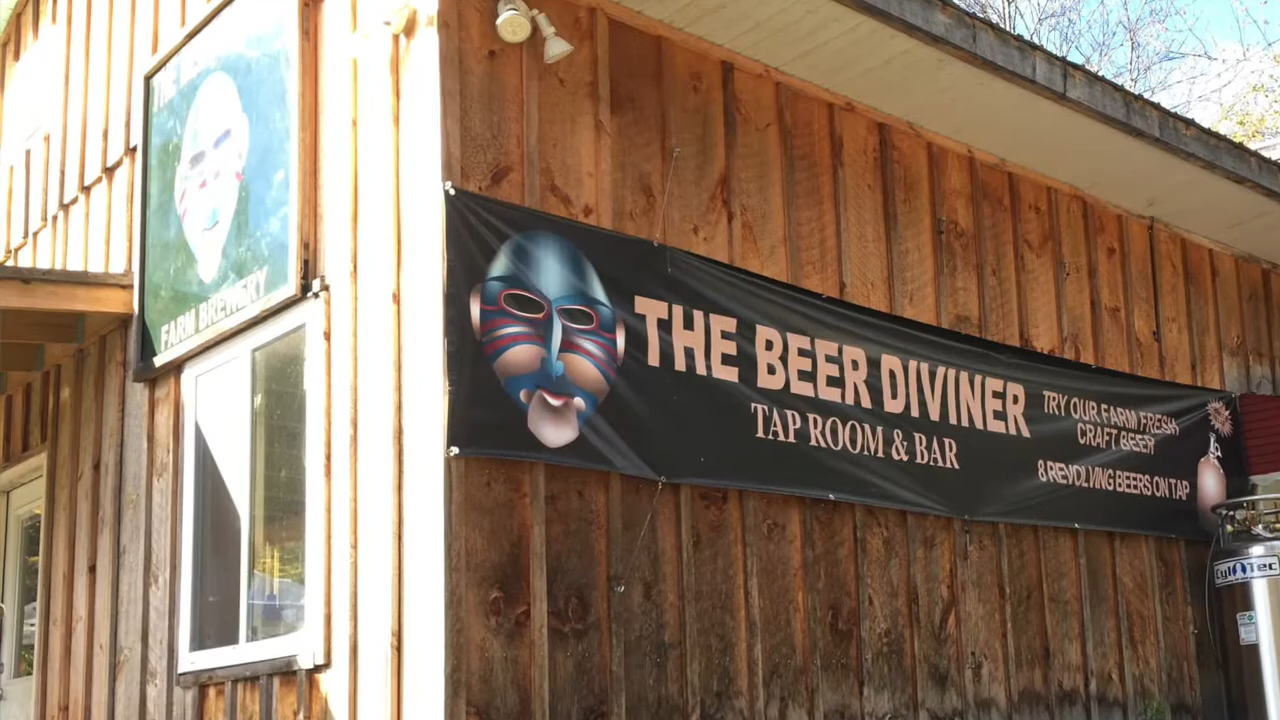 FARM BREWERY
THE BEER DIVINER
TAP ROOM & BAR
TRY OUR FARM FRESH
CRAFT BEER
8 REVOLVING BEERS ON TAP
CylTec